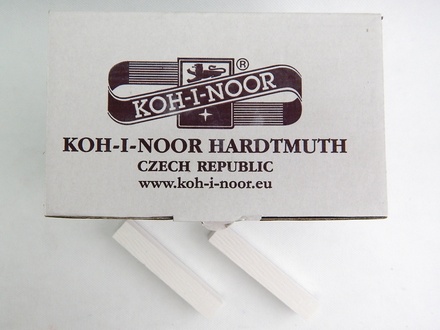 ®
KOH-I-NOOR
KOH-I-NOOR HARDTMUTH
CZECH REPUBLIC
www.koh-i-noor.eu